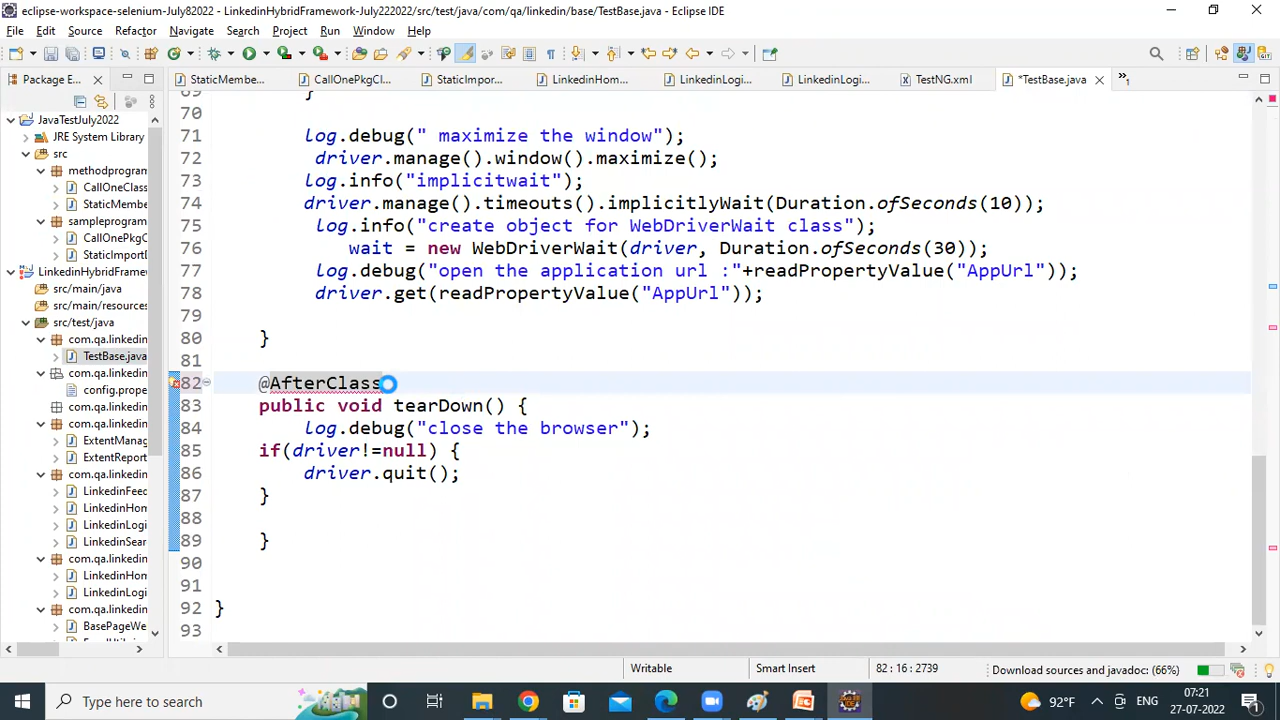 eclipse-workspace-selenium-July82022 - LinkedinHybridFramework-July222022/src/test/java/com/qa/linkedin/base/TestBase.java - Eclipse IDE
File Edit Source Refactor Navigate Search Project Run Window Help
Package E... StaticMembe... CallOnePkgCl... StaticImpor... LinkedinHom... LinkedinLogi... LinkedinLogi... TestNG.xml *TestBase.java »1
JavaTestJuly2022
JRE System Library
src
methodprogram
CallOneClass
StaticMembe
sampleprogram
CallOnePkgC
StaticImportD
LinkedinHybridFrame
src/main/java
src/main/resources
src/test/java
com.qa.linkedin
TestBase.java
com.qa.linkedin
config.prope
com.qa.linkedin
com.qa.linkedin
ExtentManag
ExtentReport
com.qa.linkedin
LinkedinFeed
LinkedinHom
LinkedinLogi
LinkedinSear
com.qa.linkedin
LinkedinHom
LinkedinLogi
com.qa.linkedin
BasePageWe
69 }
70
71 log.debug(" maximize the window");
72 driver.manage().window().maximize();
73 log.info("implicitwait");
74 driver.manage().timeouts().implicitlyWait(Duration.ofSeconds(10));
75 log.info("create object for WebDriverWait class");
76 wait = new WebDriverWait(driver, Duration.ofSeconds(30));
77 log.debug("open the application url :"+readPropertyValue("AppUrl"));
78 driver.get(readPropertyValue("AppUrl"));
79
80 }
81
82 @AfterClass
83 public void tearDown() {
84 log.debug("close the browser");
85 if(driver!=null) {
86 driver.quit();
87 }
88
89 }
90
91
92 }
93
Writable Smart Insert 82 : 16 : 2739 Download sources and javadoc: (66%)
Type here to search 92°F ENG 07:21
27-07-2022